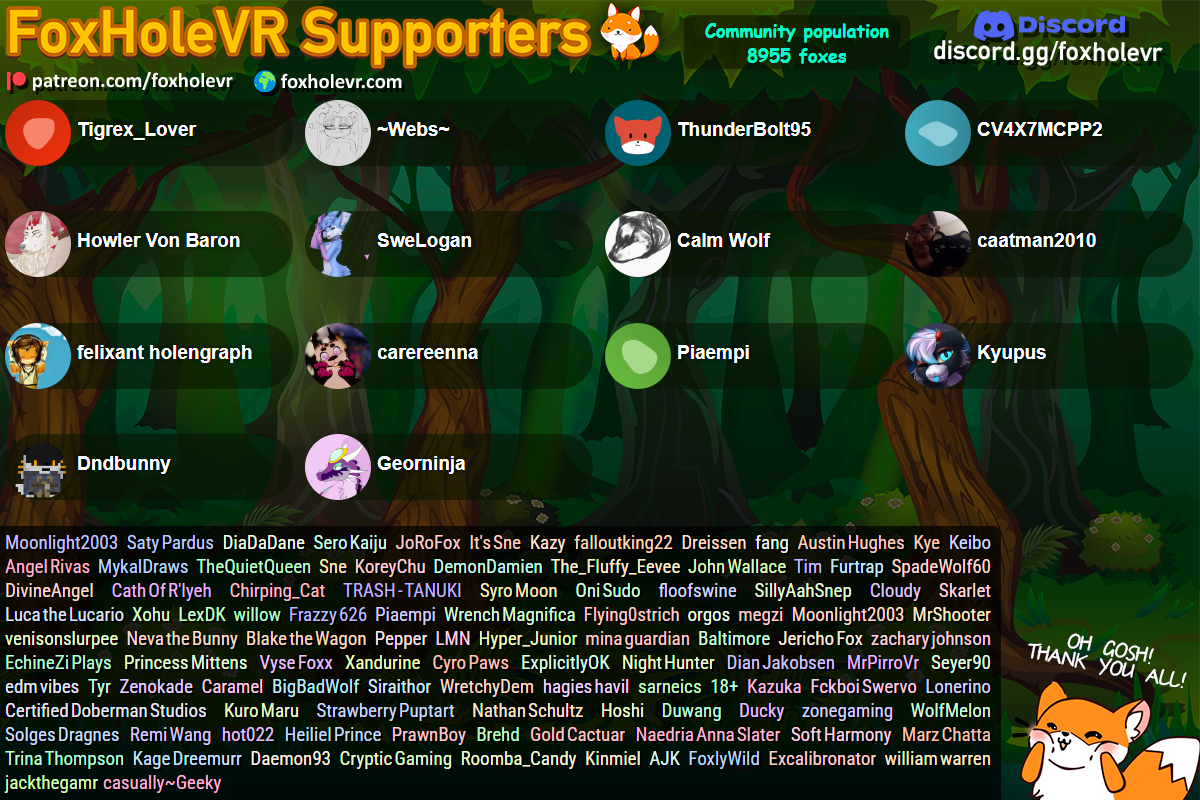 FoxHoleVR Supporters
Community population
8955 foxes
Discord
discord.gg/foxholevr
patreon.com/foxholevr
foxholevr.com
Tigrex_Lover
~Webs~
ThunderBolt95
CV4X7MCPP2
Howler Von Baron
SweLogan
Calm Wolf
caatman2010
felixant holengraph
carereenna
Piaempi
Kyupus
Dndbunny
Georninja
Moonlight2003 Saty Pardus DiaDaDane Sero Kaiju JoRoFox It's Sne Kazy falloutking22 Dreissen fang Austin Hughes Kye Keibo
Angel Rivas MykalDraws TheQuietQueen Sne KoreyChu DemonDamien The_Fluffy_Eevee John Wallace Tim Furtrap SpadeWolf60
DivineAngel Cath Of R'lyeh Chirping_Cat TRASH-TANUKI Syro Moon Oni Sudo floofswine SillyAahSnep Cloudy Skarlet
Luca the Lucario Xohu LexDK willow Frazzy 626 Piaempi Wrench Magnifica Flying0strich orgos megzi Moonlight2003 MrShooter
venisonslurpee Neva the Bunny Blake the Wagon Pepper LMN Hyper_Junior mina guardian Baltimore Jericho Fox zachary johnson
EchineZi Plays Princess Mittens Vyse Foxx Xandurine Cyro Paws ExplicitlyOK Night Hunter Dian Jakobsen MrPirroVr Seyer90
edm vibes Tyr Zenokade Caramel BigBadWolf Siraithor WretchyDem hagies havil sarneics 18+ Kazuka Fckboi Swervo Lonerino
Certified Doberman Studios Kuro Maru Strawberry Puptart Nathan Schultz Hoshi Duwang Ducky zonegaming WolfMelon
Solges Dragnes Remi Wang hot022 Heiliel Prince PrawnBoy Brehd Gold Cactuar Naedria Anna Slater Soft Harmony Marz Chatta
Trina Thompson Kage Dreemurr Daemon93 Cryptic Gaming Roomba_Candy Kinmiel AJK FoxlyWild Excalibronator william warren
jackthegamr casually~Geeky
OH GOSH!
THANK YOU ALL!